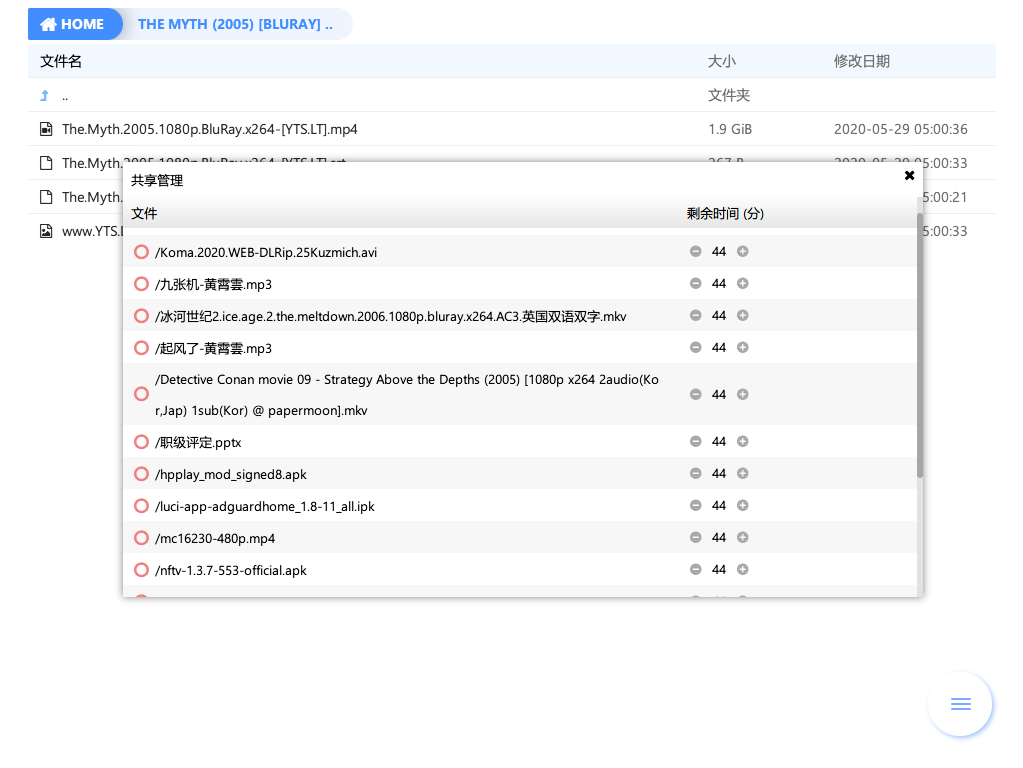 HOME
THE MYTH (2005) [BLURAY] ..
文件名 大小 修改日期
.. 文件夹
The.Myth.2005.1080p.BluRay.x264-[YTS.LT].mp4 1.9 GiB 2020-05-29 05:00:36
The.Myth.2005.1080p.BluRay.x264-[YTS.LT].srt 2020-05-29 05:00:33
The.Myth. 5:00:21
www.YTS. 5:00:33
共享管理
文件 剩余时间 (分)
/Koma.2020.WEB-DLRip.25Kuzmich.avi 44
/九张机-黄霄雲.mp3 44
/冰河世纪2.ice.age.2.the.meltdown.2006.1080p.bluray.x264.AC3.英国双语双字.mkv 44
/起风了-黄霄雲.mp3 44
/Detective Conan movie 09 - Strategy Above the Depths (2005) [1080p x264 2audio(Ko
r,Jap) 1sub(Kor) @ papermoon].mkv 44
/职级评定.pptx 44
/hpplay_mod_signed8.apk 44
/luci-app-adguardhome_1.8-11_all.ipk 44
/mc16230-480p.mp4 44
/nftv-1.3.7-553-official.apk 44